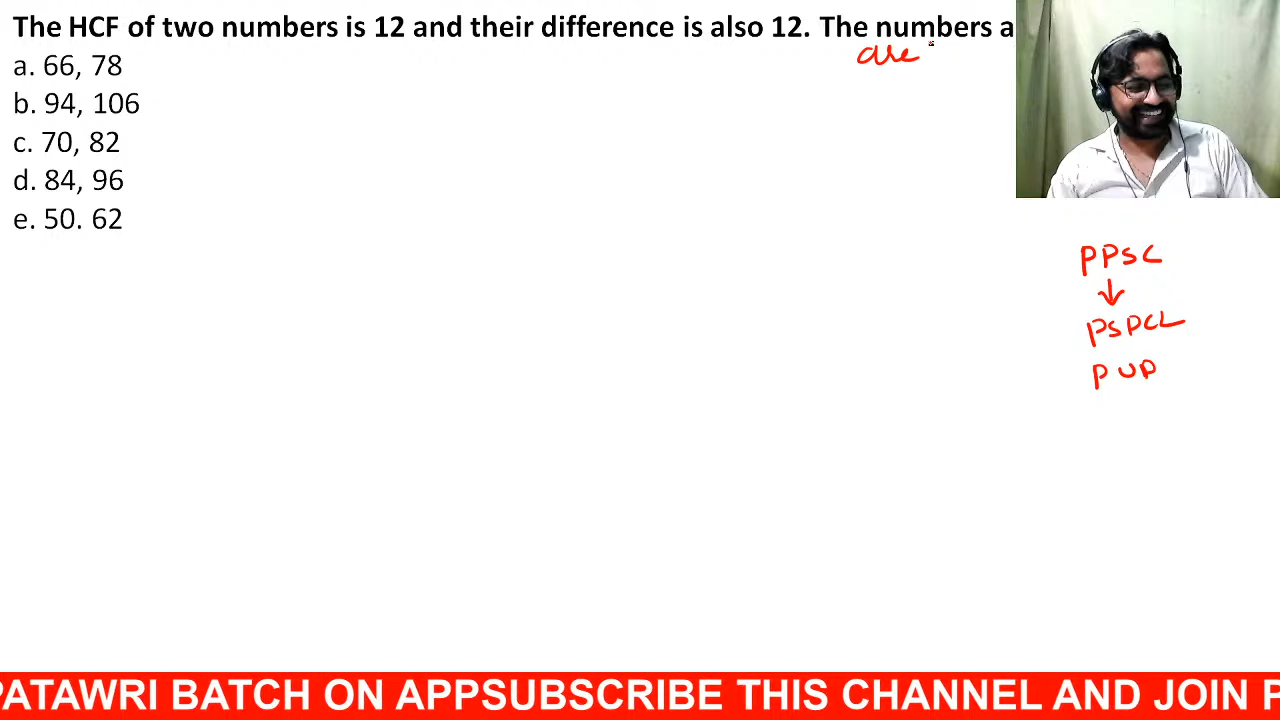 The HCF of two numbers is 12 and their difference is also 12. The numbers a
are
a. 66, 78
b. 94, 106
c. 70, 82
d. 84, 96
e. 50. 62
PPSC
↓
PSPCL
PUP
PATAWRI BATCH ON APPSUBSCRIBE THIS CHANNEL AND JOIN P